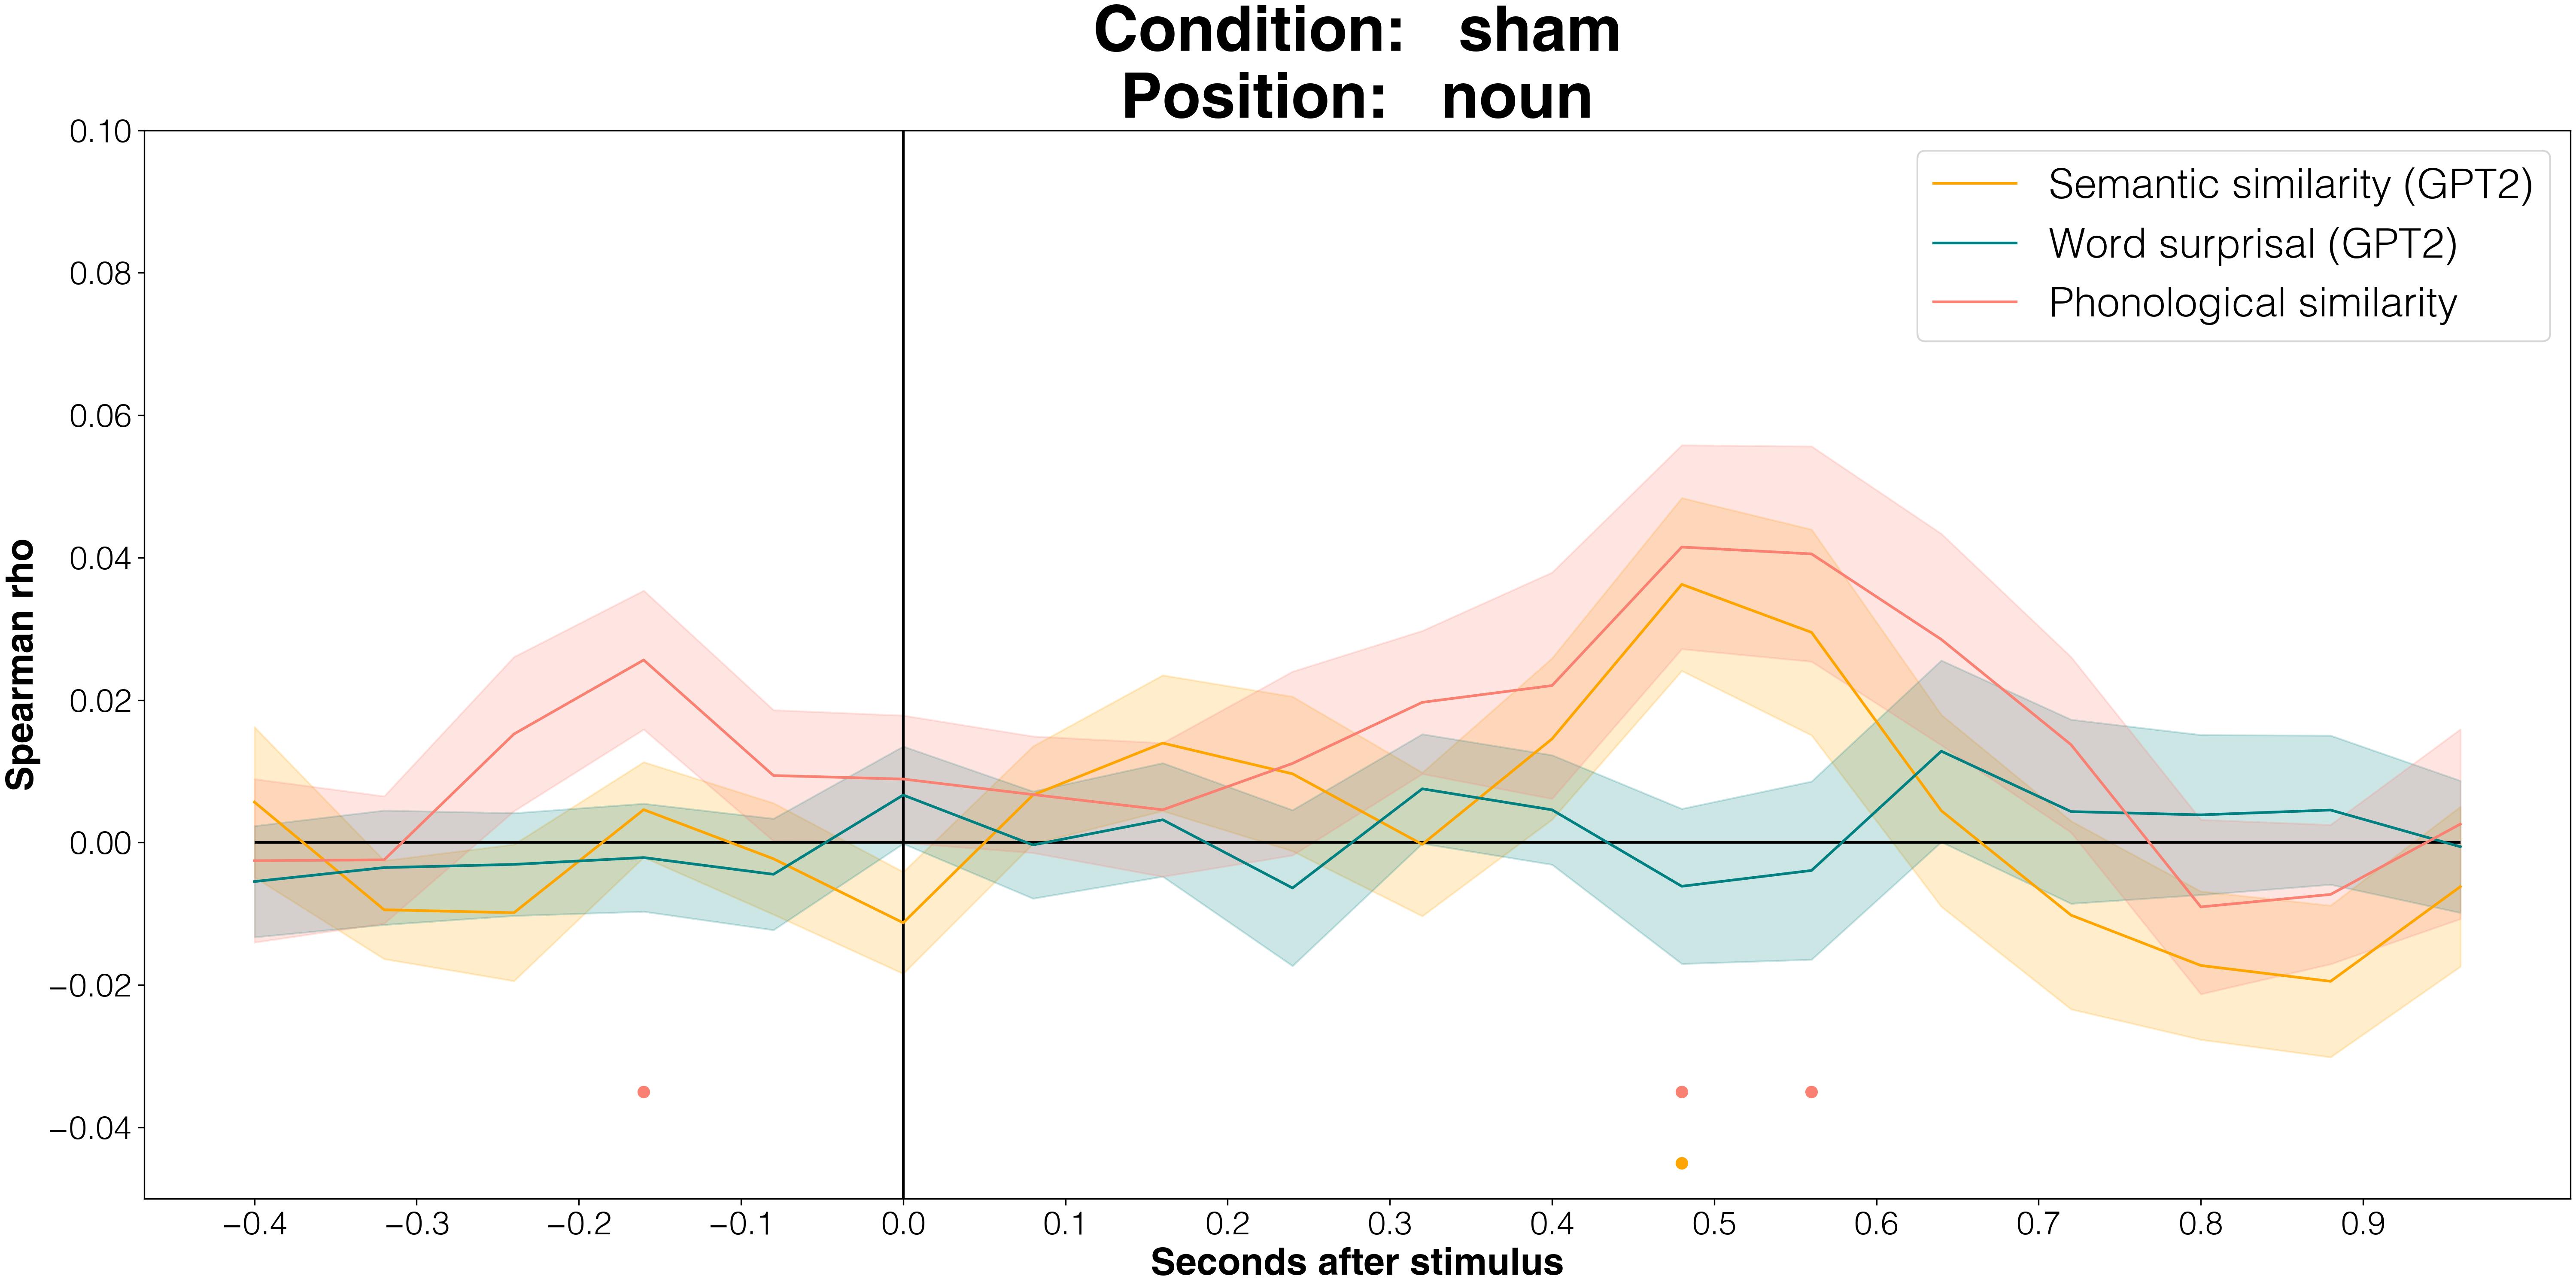 Condition:   sham
Position:   noun
Semantic similarity (GPT2)
Word surprisal (GPT2)
Phonological similarity
Spearman rho
0.10
0.08
0.06
0.04
0.02
0.00
−0.02
−0.04
−0.4 −0.3 −0.2 −0.1 0.0 0.1 0.2 0.3 0.4 0.5 0.6 0.7 0.8 0.9
Seconds after stimulus